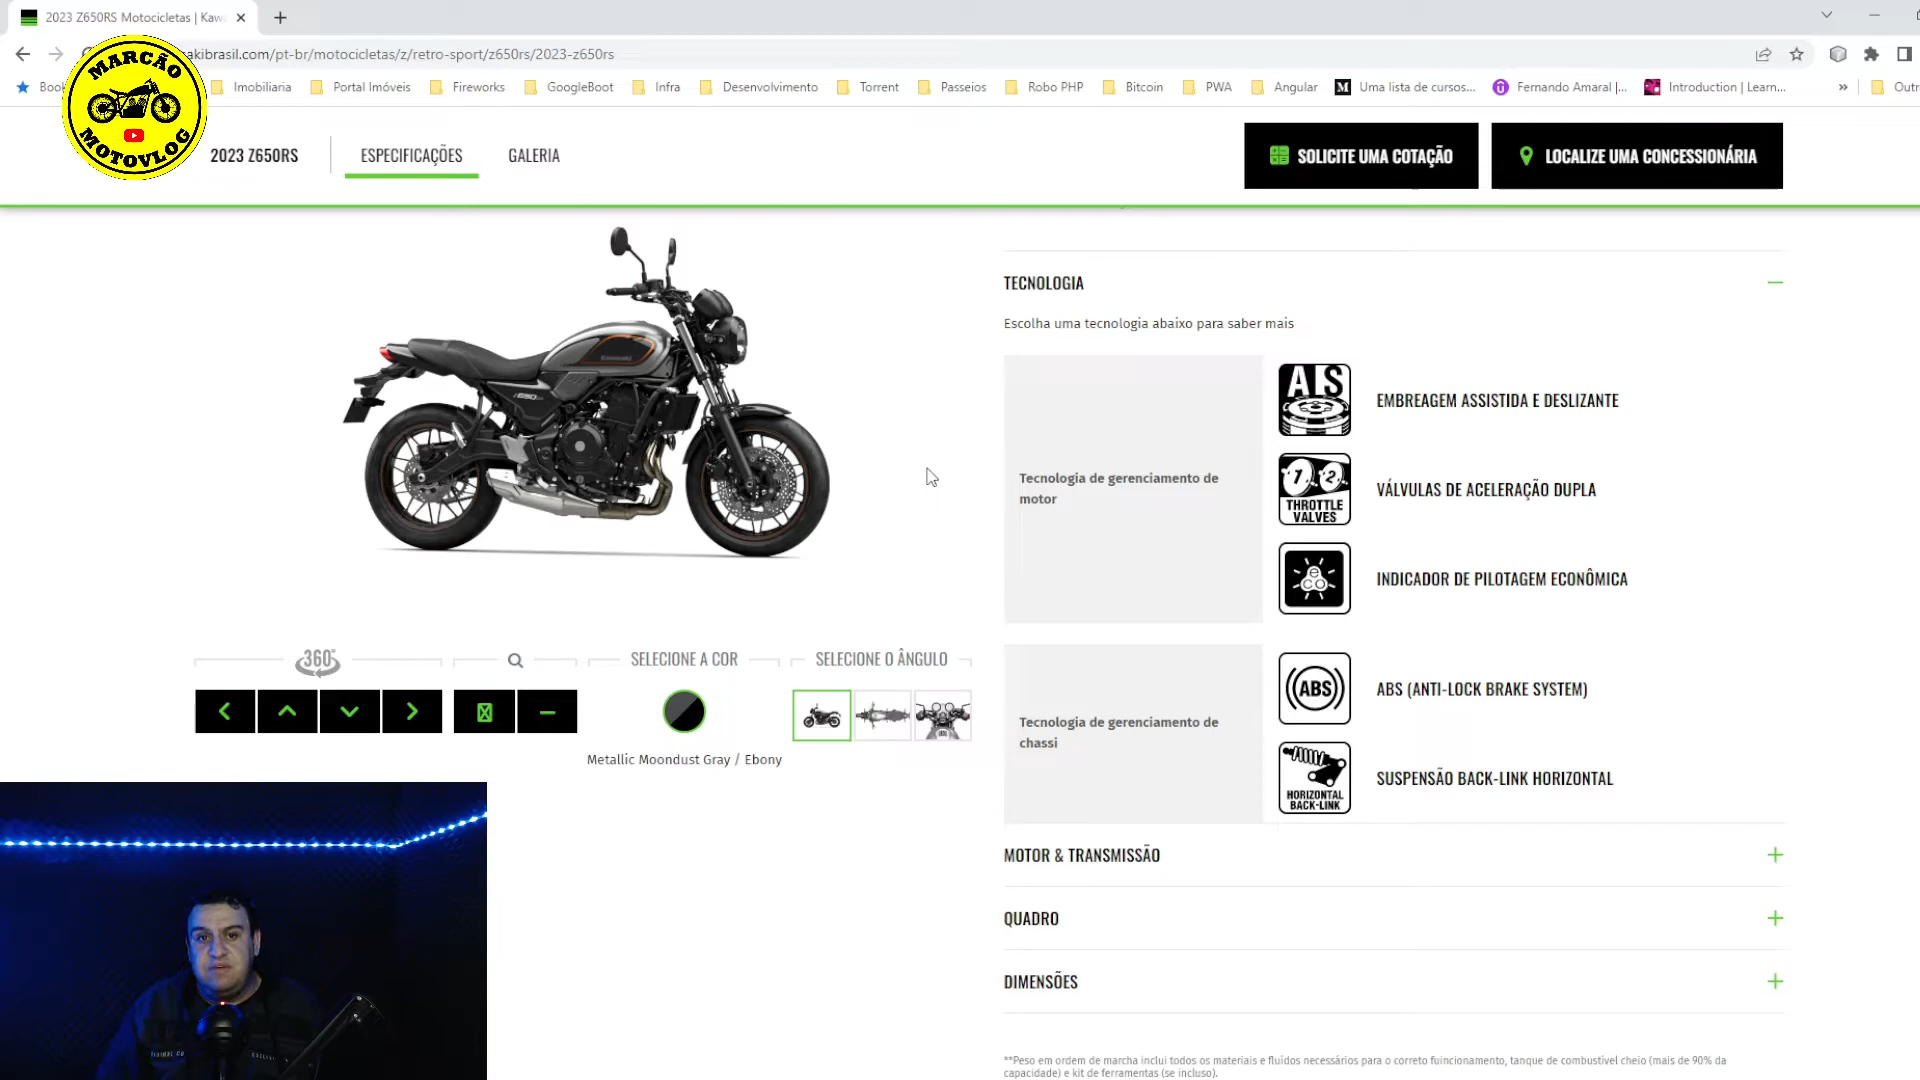 2023 Z650RS Motocicletas | Kaw
akibrasil.com/pt-br/motocicletas/z/retro-sport/z650rs/2023-z650rs
Imobiliaria
Portal Imóveis
Fireworks
GoogleBoot
Infra
Desenvolvimento
Torrent
Passeios
Robo PHP
Bitcoin
PWA
Angular
Uma lista de cursos...
Fernando Amaral |...
Introduction | Learn...
»
MARCÃO
MOTOVLOG
2023 Z650RS
ESPECIFICAÇÕES
GALERIA
SOLICITE UMA COTAÇÃO
LOCALIZE UMA CONCESSIONÁRIA
TECNOLOGIA
Escolha uma tecnologia abaixo para saber mais
Tecnologia de gerenciamento de
motor
EMBREAGEM ASSISTIDA E DESLIZANTE
1 2
THROTTLE
VALVES
VÁLVULAS DE ACELERAÇÃO DUPLA
eco
INDICADOR DE PILOTAGEM ECONÔMICA
Tecnologia de gerenciamento de
chassi
ABS
ABS (ANTI-LOCK BRAKE SYSTEM)
HORIZONTAL
BACK-LINK
SUSPENSÃO BACK-LINK HORIZONTAL
360°
SELECIONE A COR
SELECIONE O ÂNGULO
Metallic Moondust Gray / Ebony
MOTOR & TRANSMISSÃO
QUADRO
DIMENSÕES
**Peso em ordem de marcha inclui todos os materiais e fluídos necessários para o correto fuincionamento, tanque de combustível cheio (mais de 90% da
capacidade) e kit de ferramentas (se incluso).